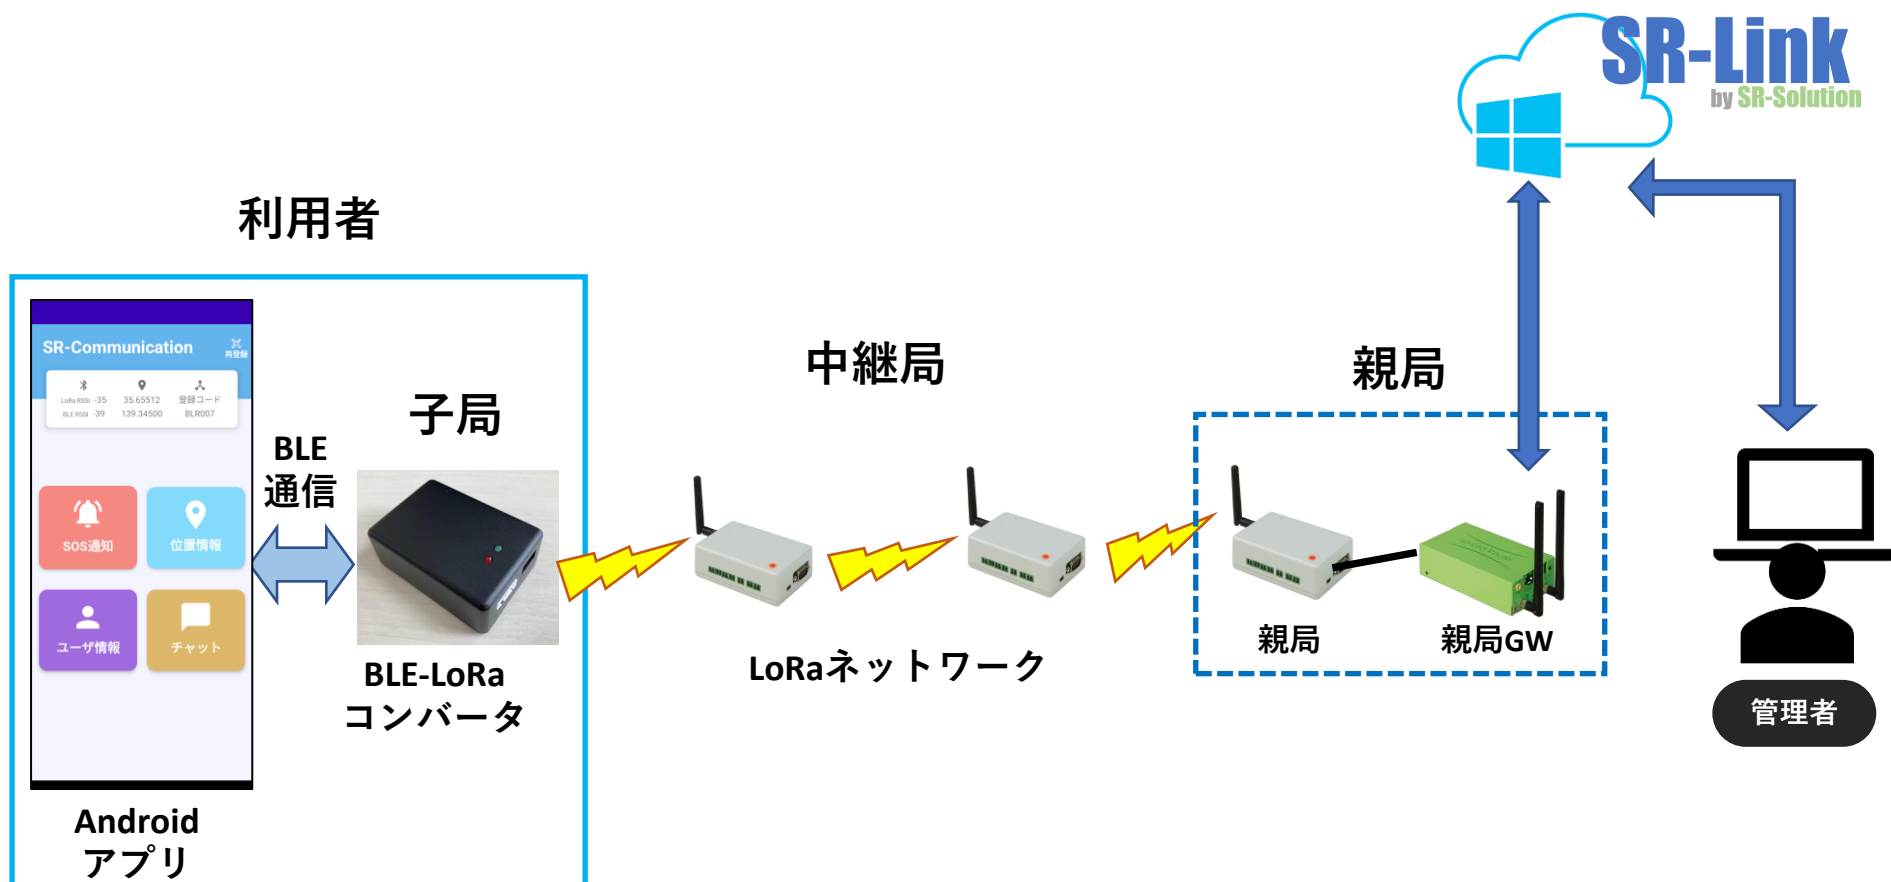 SR-Link
by SR-Solution
利用者
SR-Communication
再登録
LoRa RSSI -35
35.65512
登録コード
BLE RSSI -39
139.34500
BLR007
SOS通知
位置情報
ユーザ情報
チャット
Android
アプリ
BLE
通信
子局
BLE-LoRa
コンバータ
中継局
LoRaネットワーク
親局
親局
親局GW
管理者